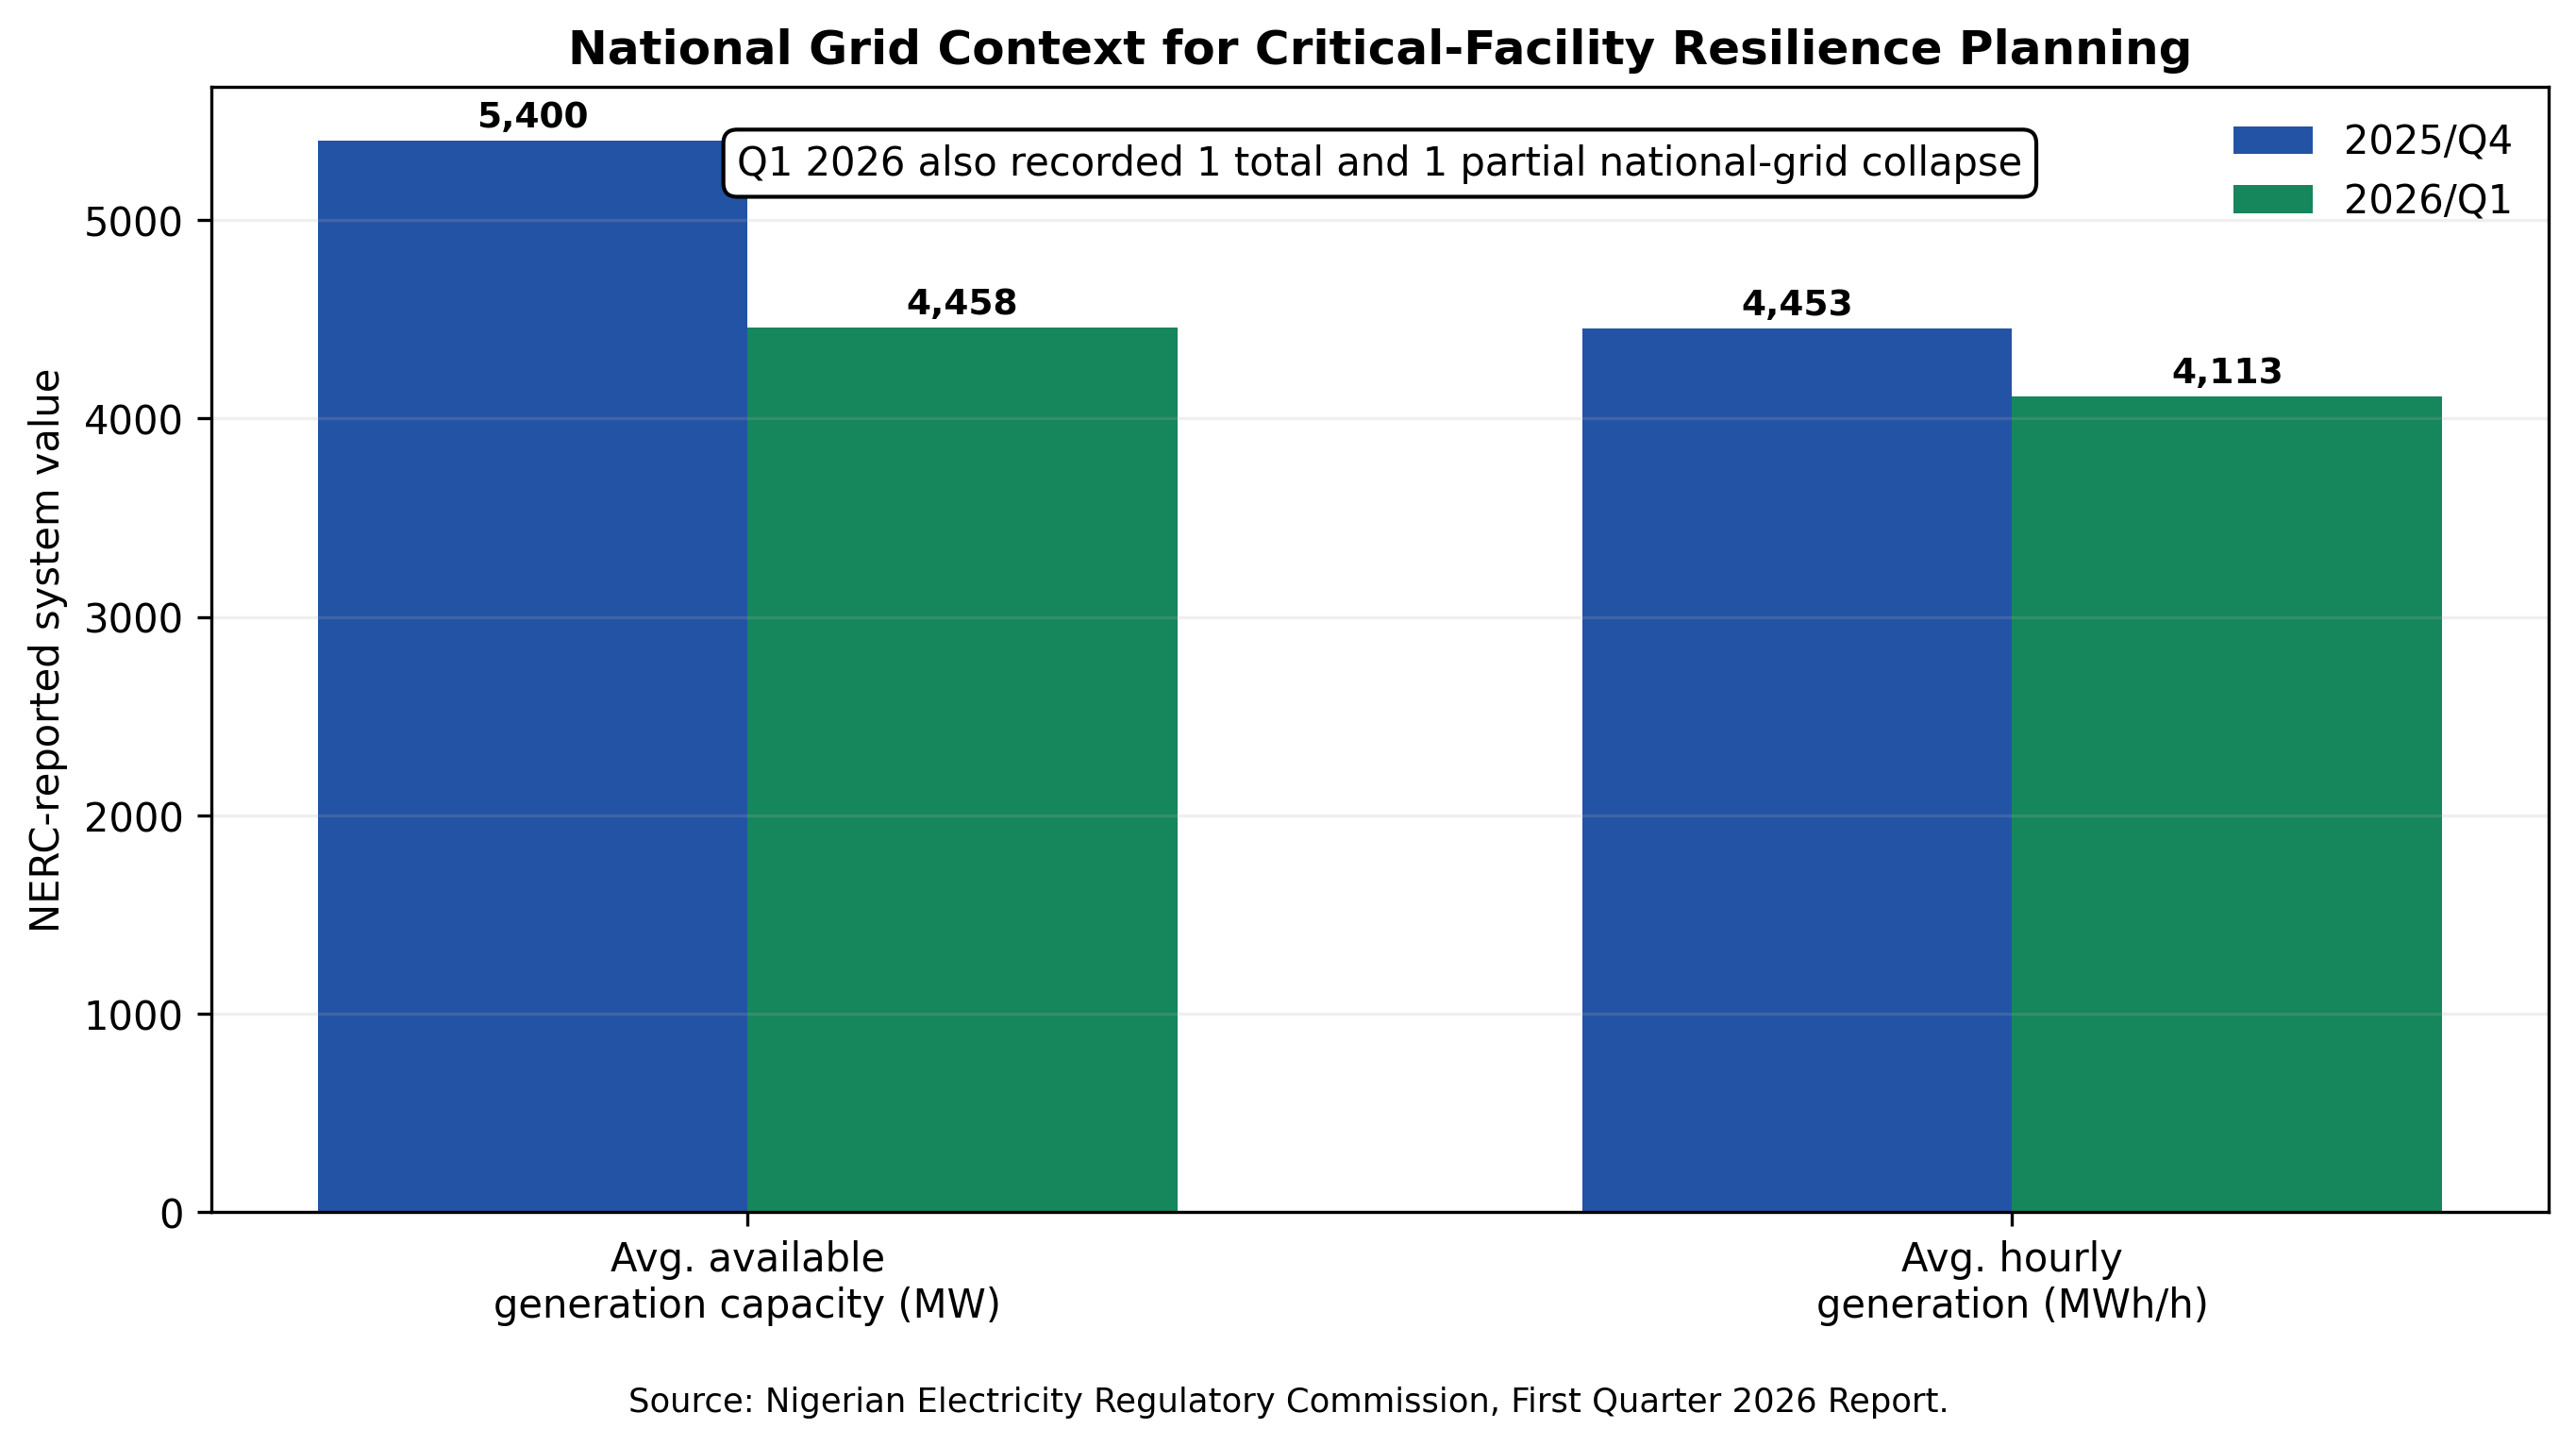 National Grid Context for Critical-Facility Resilience Planning
5,400
Q1 2026 also recorded 1 total and 1 partial national-grid collapse
2025/Q4
2026/Q1
4,458
4,453
4,113
NERC-reported system value
5000
4000
3000
2000
1000
0
Avg. available
generation capacity (MW)
Avg. hourly
generation (MWh/h)
Source: Nigerian Electricity Regulatory Commission, First Quarter 2026 Report.